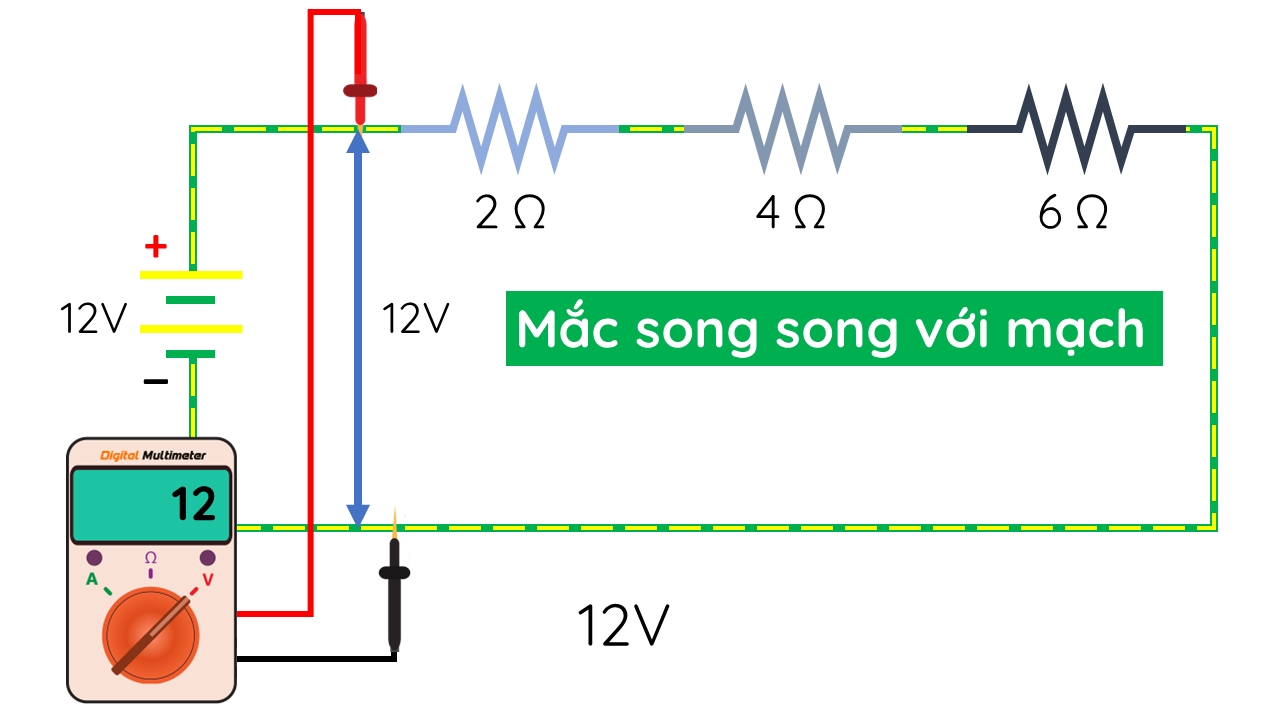 2 Ω
4 Ω
6 Ω
+
12V
12V
Mắc song song với mạch
−
Digital Multimeter
12
Ω
A
V
12V